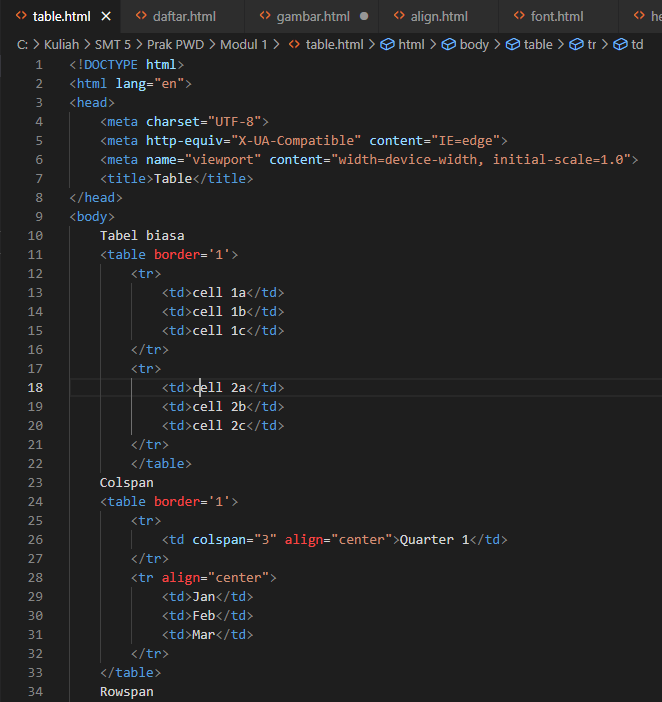 table.html daftar.html gambar.html align.html font.html
C: > Kuliah > SMT 5 > Prak PWD > Modul 1 > table.html > html > body > table > tr > td
1 <!DOCTYPE html>
2 <html lang="en">
3 <head>
4 <meta charset="UTF-8">
5 <meta http-equiv="X-UA-Compatible" content="IE=edge">
6 <meta name="viewport" content="width=device-width, initial-scale=1.0">
7 <title>Table</title>
8 </head>
9 <body>
10 Tabel biasa
11 <table border='1'>
12 <tr>
13 <td>cell 1a</td>
14 <td>cell 1b</td>
15 <td>cell 1c</td>
16 </tr>
17 <tr>
18 <td>cell 2a</td>
19 <td>cell 2b</td>
20 <td>cell 2c</td>
21 </tr>
22 </table>
23 Colspan
24 <table border='1'>
25 <tr>
26 <td colspan="3" align="center">Quarter 1</td>
27 </tr>
28 <tr align="center">
29 <td>Jan</td>
30 <td>Feb</td>
31 <td>Mar</td>
32 </tr>
33 </table>
34 Rowspan